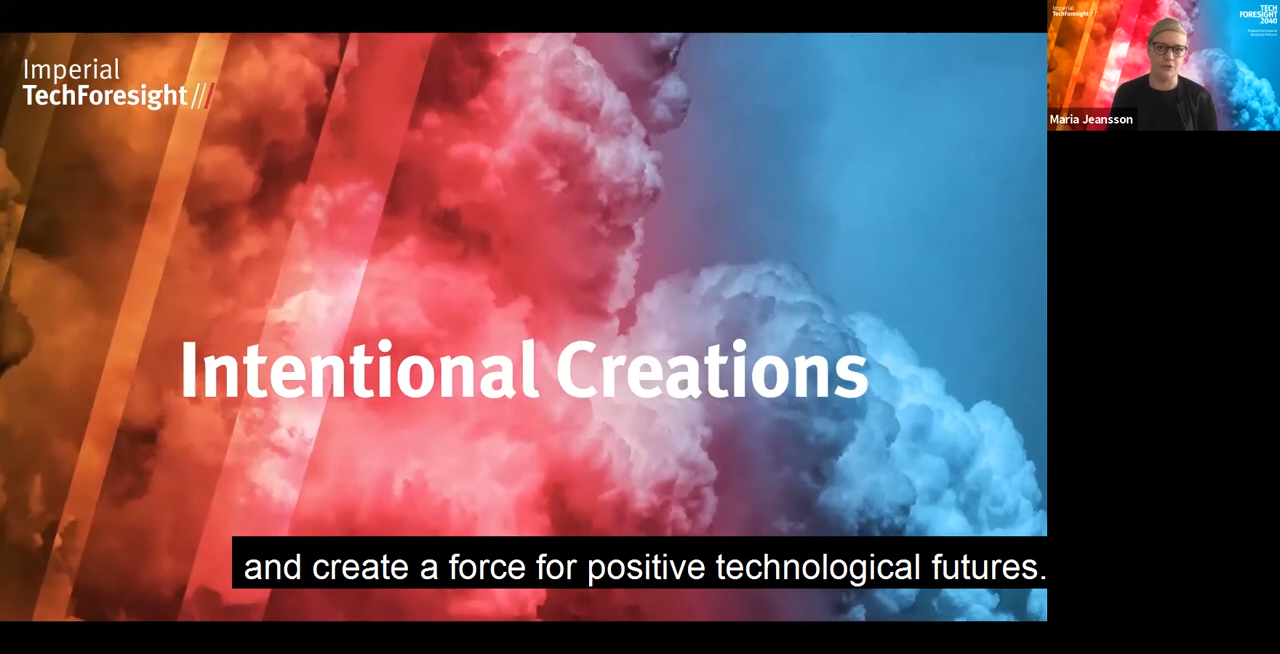 Imperial
TechForesight///
Intentional Creations
and create a force for positive technological futures.
Imperial
TechForesight
TECH
FORESIGHT
2040
Maria Jeansson